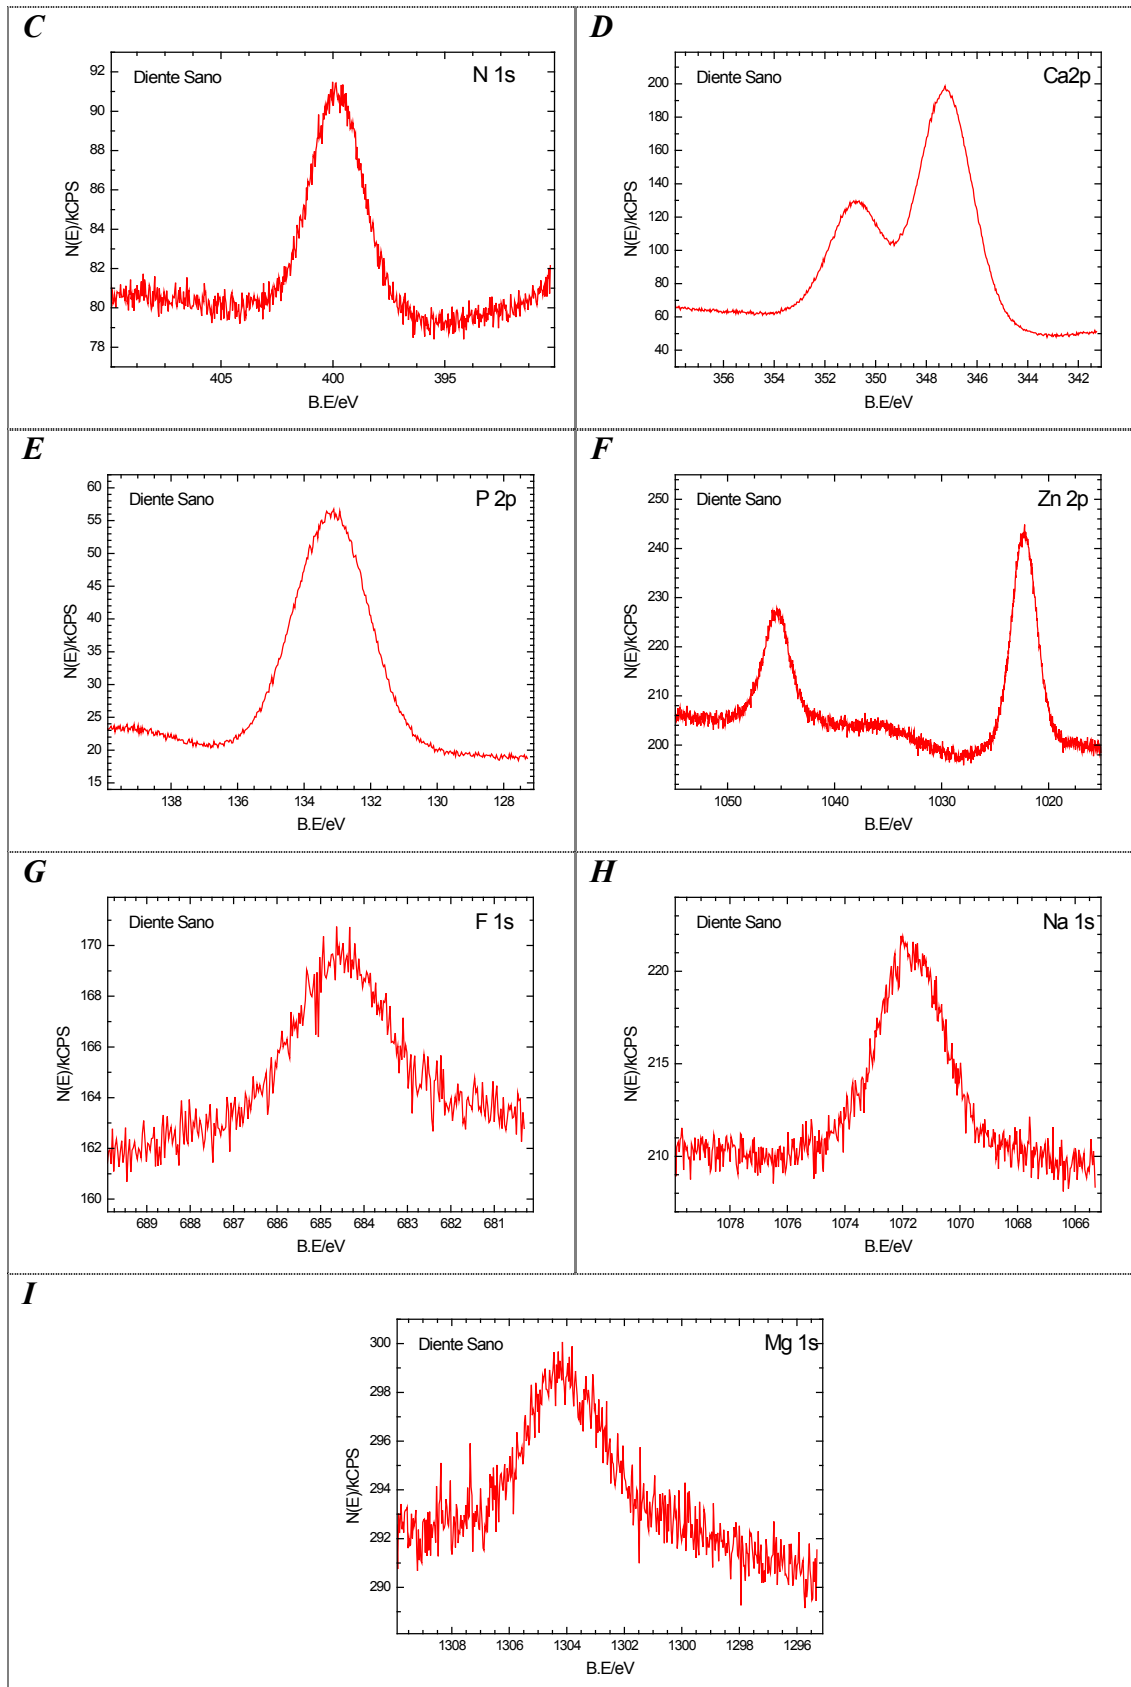 C
Diente Sano N 1s
92
90
88
86
84
82
80
78
N(E)/kCPS
405 400 395
B.E/eV
D
Diente Sano Ca2p
200
180
160
140
120
100
80
60
40
N(E)/kCPS
356 354 352 350 348 346 344 342
B.E/eV
E
Diente Sano P 2p
60
55
50
45
40
35
30
25
20
15
N(E)/kCPS
138 136 134 132 130 128
B.E/eV
F
Diente Sano Zn 2p
250
240
230
220
210
200
N(E)/kCPS
1050 1040 1030 1020
B.E/eV
G
Diente Sano F 1s
170
168
166
164
162
160
N(E)/kCPS
689 688 687 686 685 684 683 682 681
B.E/eV
H
Diente Sano Na 1s
220
215
210
N(E)/kCPS
1078 1076 1074 1072 1070 1068 1066
B.E/eV
I
Diente Sano Mg 1s
300
298
296
294
292
290
N(E)/kCPS
1308 1306 1304 1302 1300 1298 1296
B.E/eV